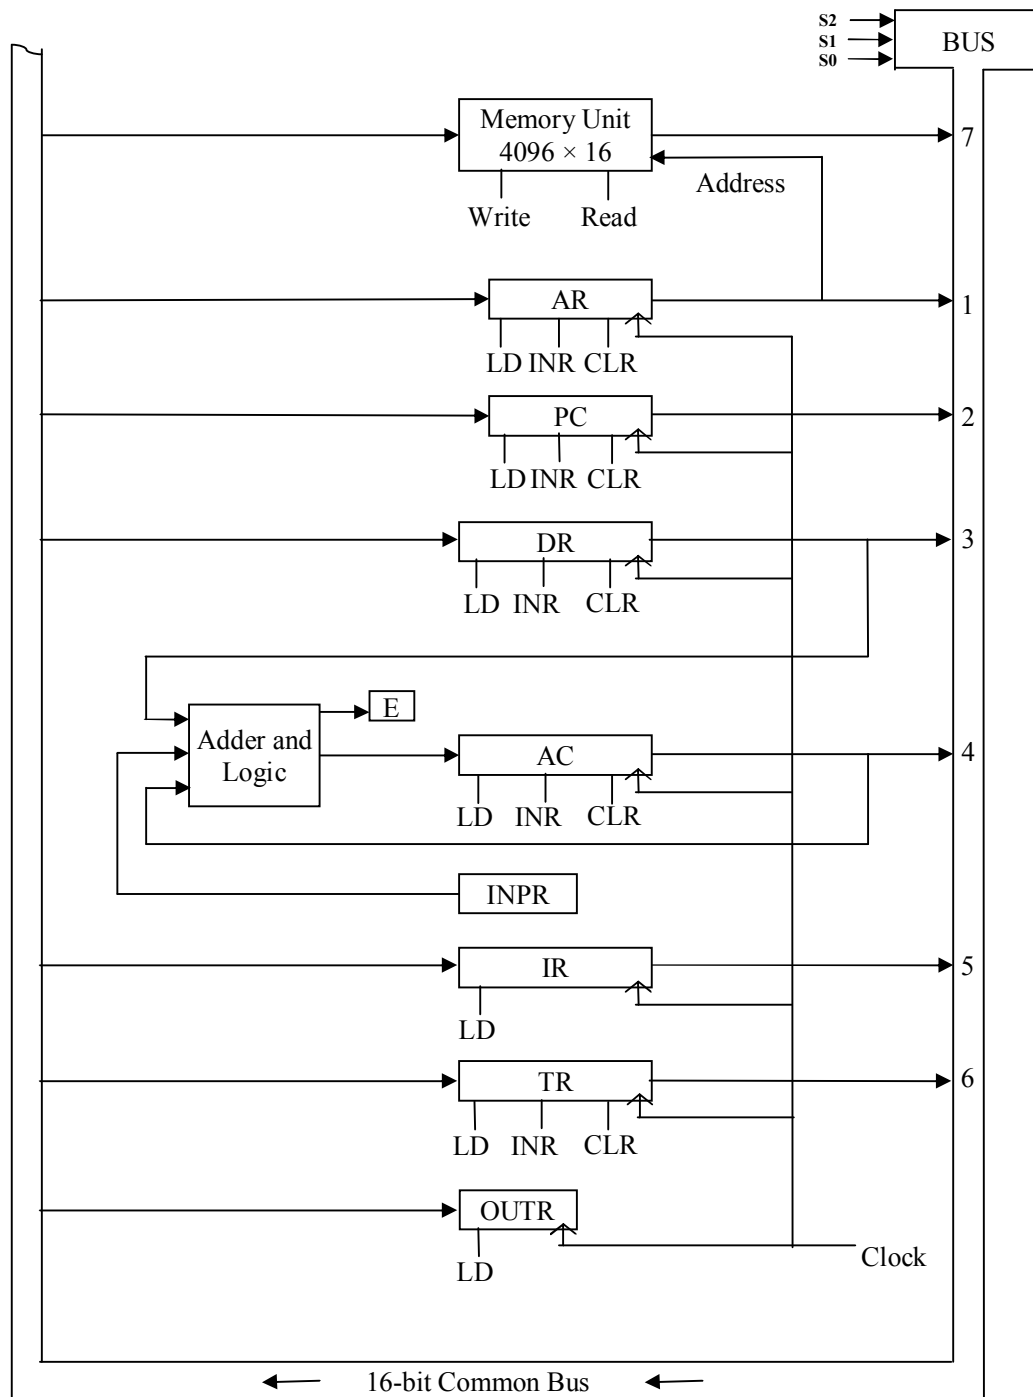 S2
S1
S0
BUS
Memory Unit
4096 × 16
7
Address
Write Read
AR
1
LD INR CLR
PC
2
LD INR CLR
DR
3
LD INR CLR
E
Adder and
Logic
AC
4
LD INR CLR
INPR
IR
5
LD
TR
6
LD INR CLR
OUTR
LD
Clock
16-bit Common Bus